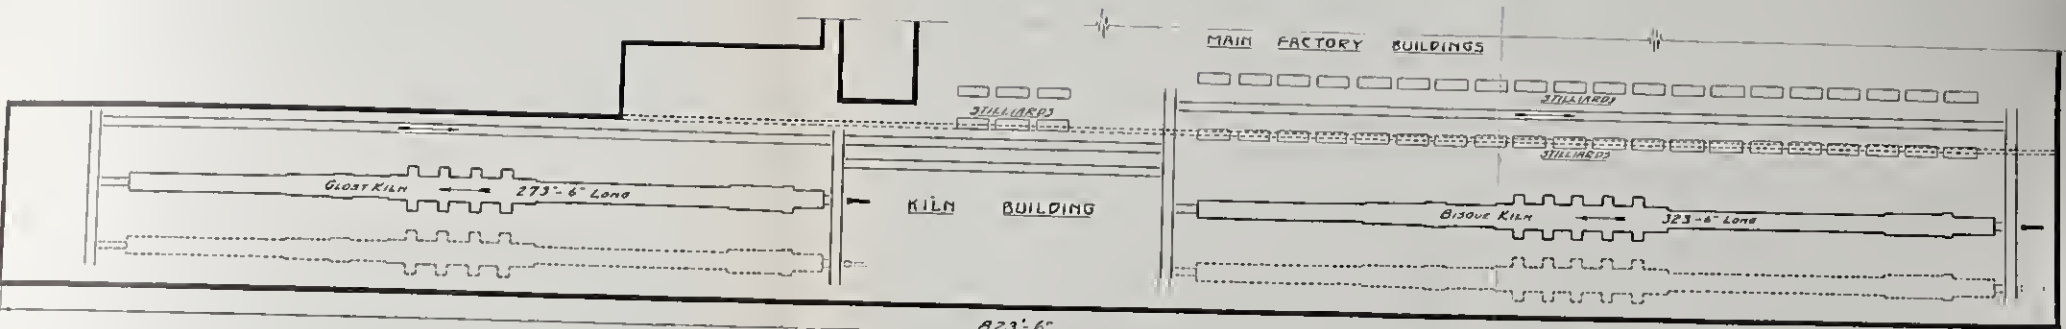 MAIN FACTORY BUILDINGS
STILLIARDS
STILLIARDS
STILLIARDS
GLOST KILN 273'-6" LONG
KILN BUILDING
BISQUE KILN 323'-6" LONG
823'-6"